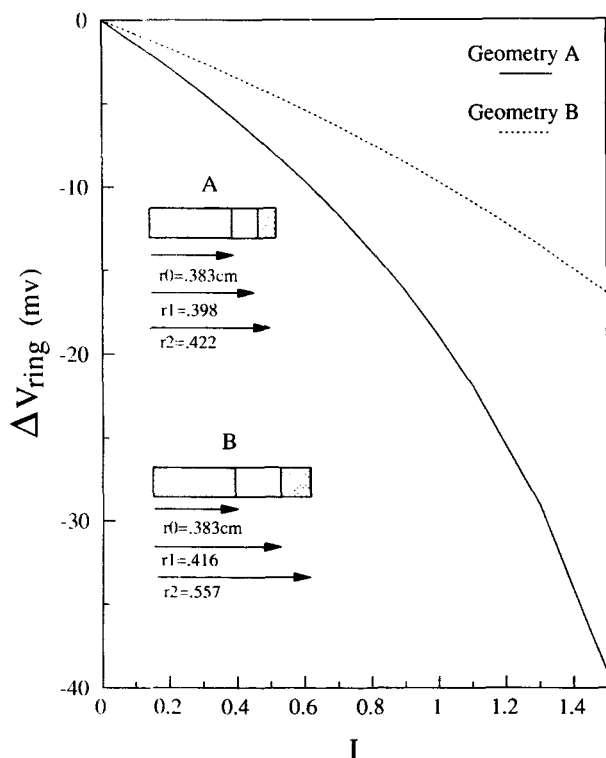 0
Geometry A
Geometry B
-10
A
r0=.383cm
r1=.398
r2=.422
-20
ΔVring (mv)
B
r0=.383cm
r1=.416
r2=.557
-30
-40
0 0.2 0.4 0.6 0.8 1 1.2 1.4
I